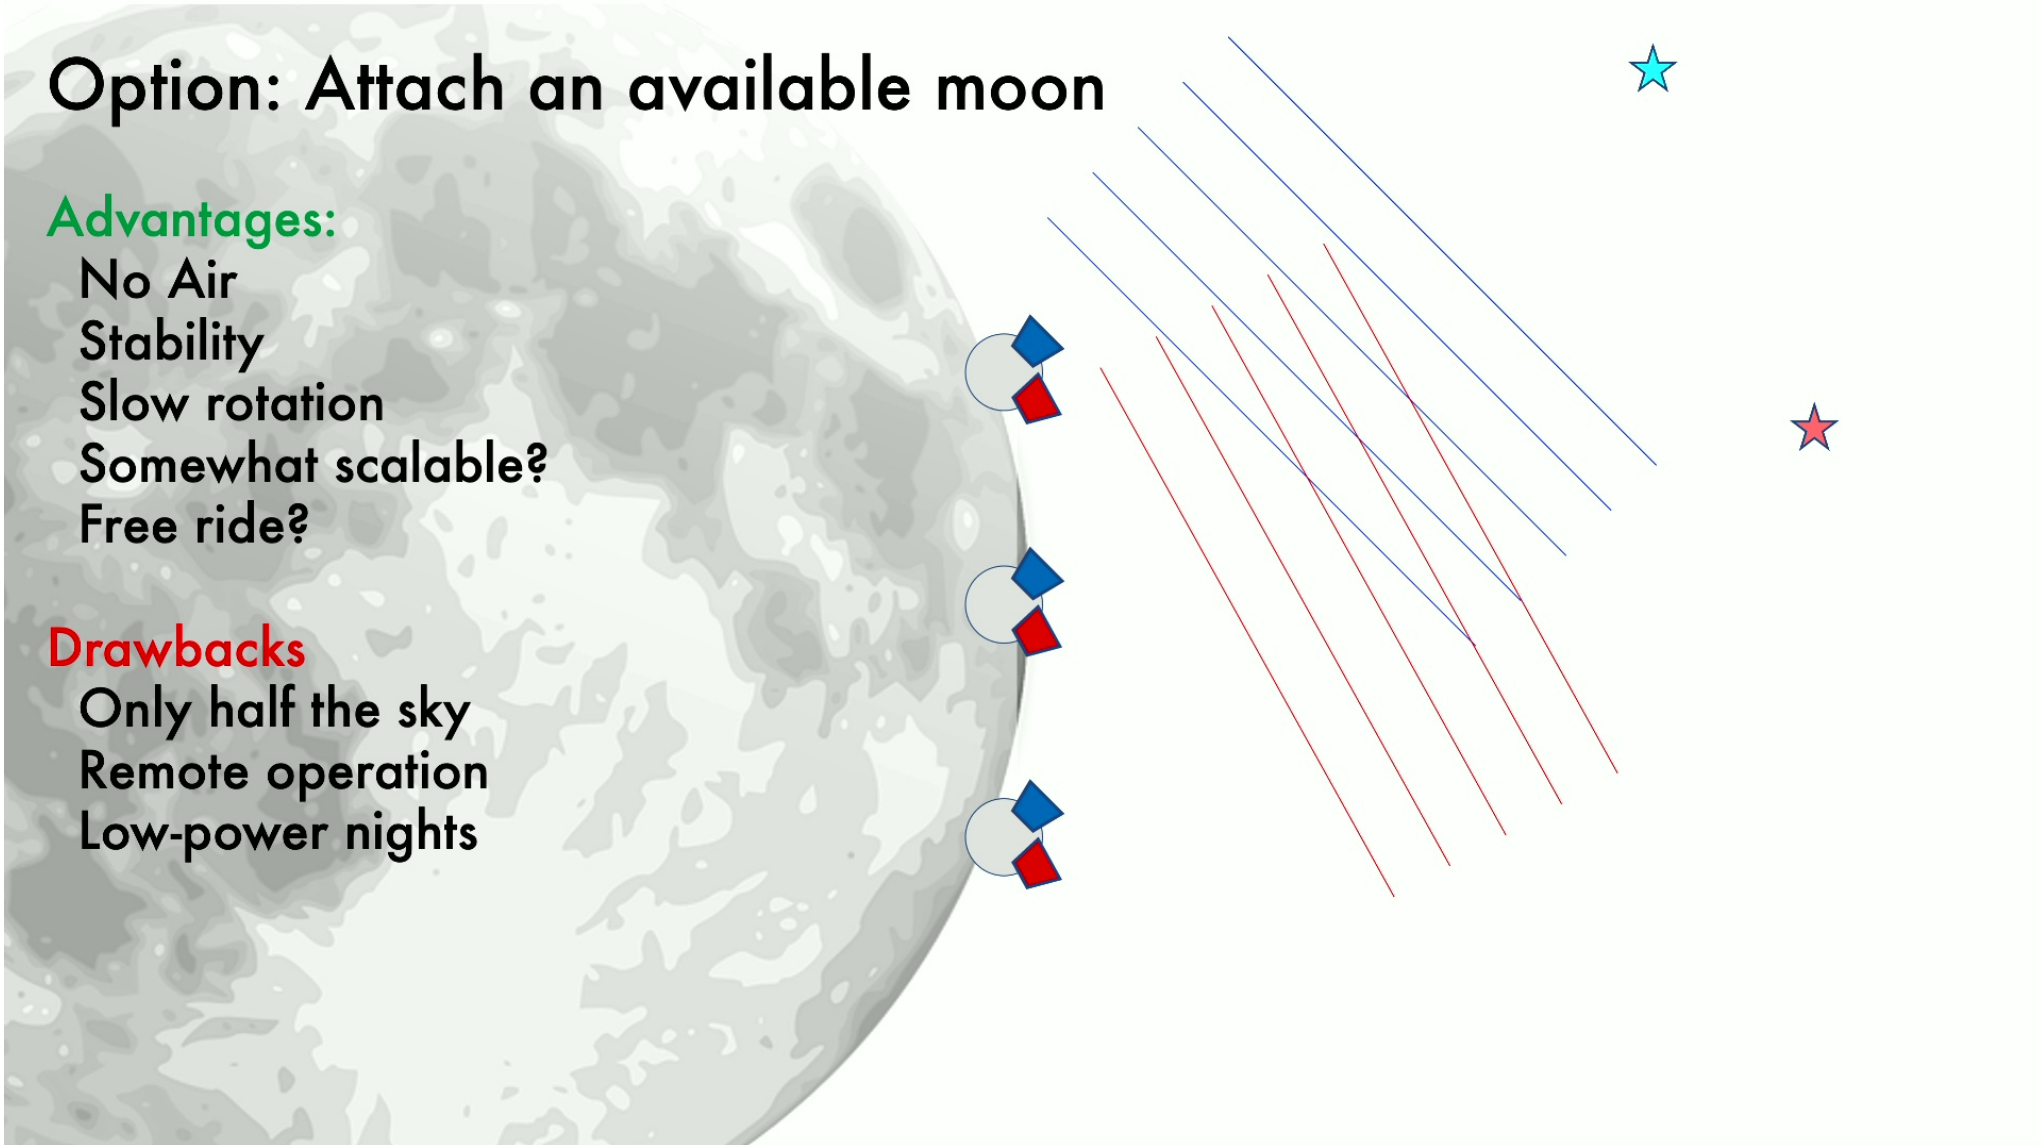 Option: Attach an available moon
Advantages:
No Air
Stability
Slow rotation
Somewhat scalable?
Free ride?
Drawbacks
Only half the sky
Remote operation
Low-power nights